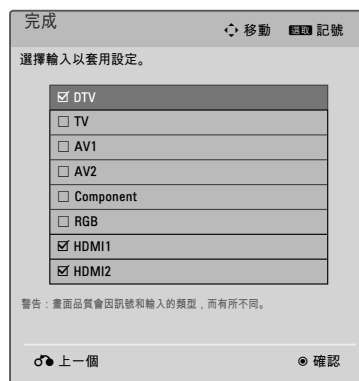 完成
移動 選取 記號
選擇輸入以套用設定。
☑ DTV
☐ TV
☐ AV1
☐ AV2
☐ Component
☐ RGB
☑ HDMI1
☑ HDMI2
警告：畫面品質會因訊號和輸入的類型，而有所不同。
上一個 ◉ 確認